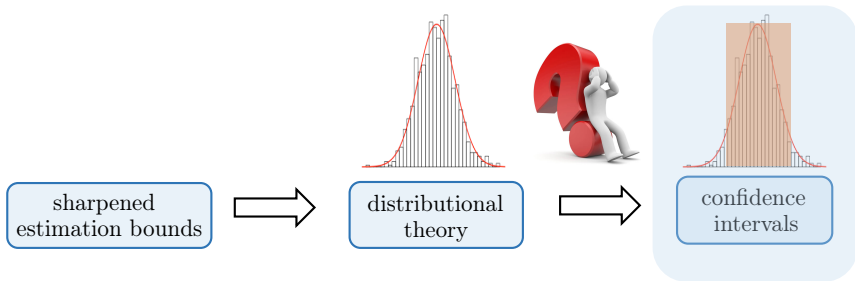 sharpened
estimation bounds
distributional
theory
confidence
intervals